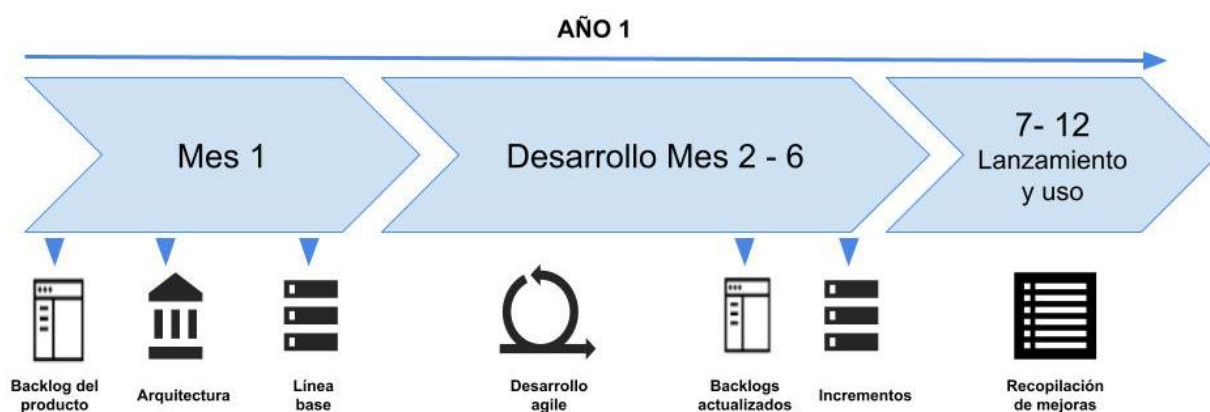 AÑO 1
Mes 1
Desarrollo Mes 2 - 6
7- 12
Lanzamiento
y uso
Backlog del
producto
Arquitectura
Línea
base
Desarrollo
agile
Backlogs
actualizados
Incrementos
Recopilación
de mejoras